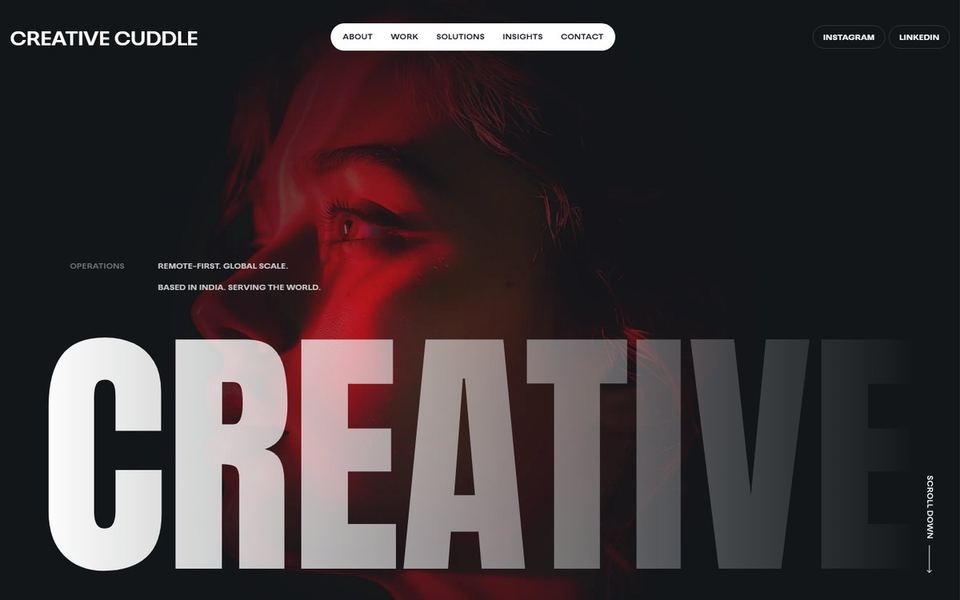 CREATIVE CUDDLE
ABOUT WORK SOLUTIONS INSIGHTS CONTACT
INSTAGRAM LINKEDIN
OPERATIONS
REMOTE-FIRST. GLOBAL SCALE.
BASED IN INDIA. SERVING THE WORLD.
CREATIVE
SCROLL DOWN